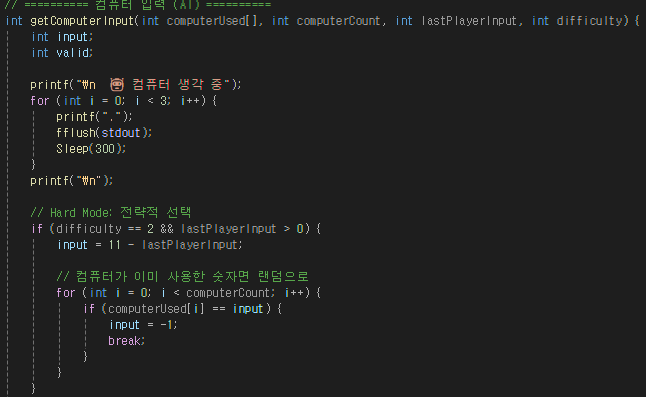 // ========== 컴퓨터 입력 (AI) ==========
int getComputerInput(int computerUsed[], int computerCount, int lastPlayerInput, int difficulty) {
int input;
int valid;
printf("₩n 🤖 컴퓨터 생각 중");
for (int i = 0; i < 3; i++) {
printf(".");
fflush(stdout);
Sleep(300);
}
printf("₩n");
// Hard Mode: 전략적 선택
if (difficulty == 2 && lastPlayerInput > 0) {
input = 11 - lastPlayerInput;
// 컴퓨터가 이미 사용한 숫자면 랜덤으로
for (int i = 0; i < computerCount; i++) {
if (computerUsed[i] == input) {
input = -1;
break;
}
}
}